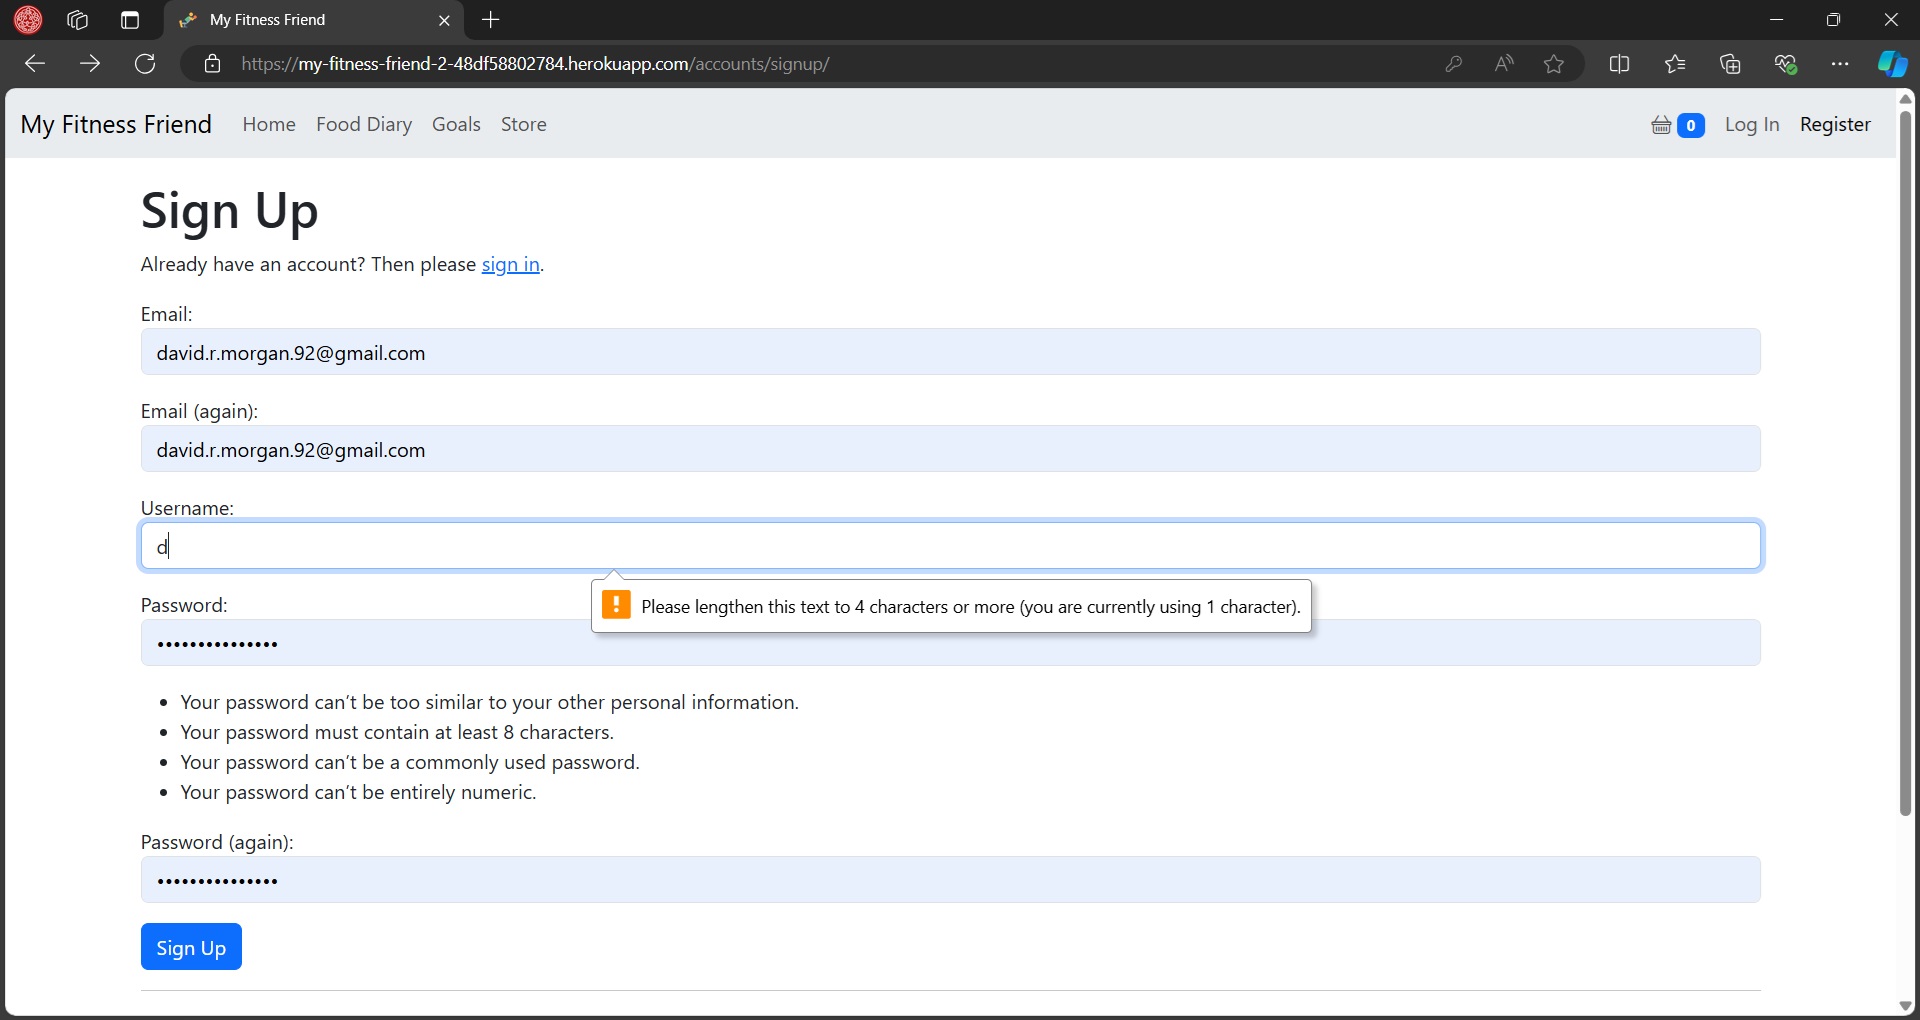 My Fitness Friend
https://my-fitness-friend-2-48df58802784.herokuapp.com/accounts/signup/
My Fitness Friend Home Food Diary Goals Store 0 Log In Register
Sign Up
Already have an account? Then please sign in.
Email:
david.r.morgan.92@gmail.com
Email (again):
david.r.morgan.92@gmail.com
Username:
d
Please lengthen this text to 4 characters or more (you are currently using 1 character).
Password:
•••••••••••••••
• Your password can't be too similar to your other personal information.
• Your password must contain at least 8 characters.
• Your password can't be a commonly used password.
• Your password can't be entirely numeric.
Password (again):
•••••••••••••••
Sign Up